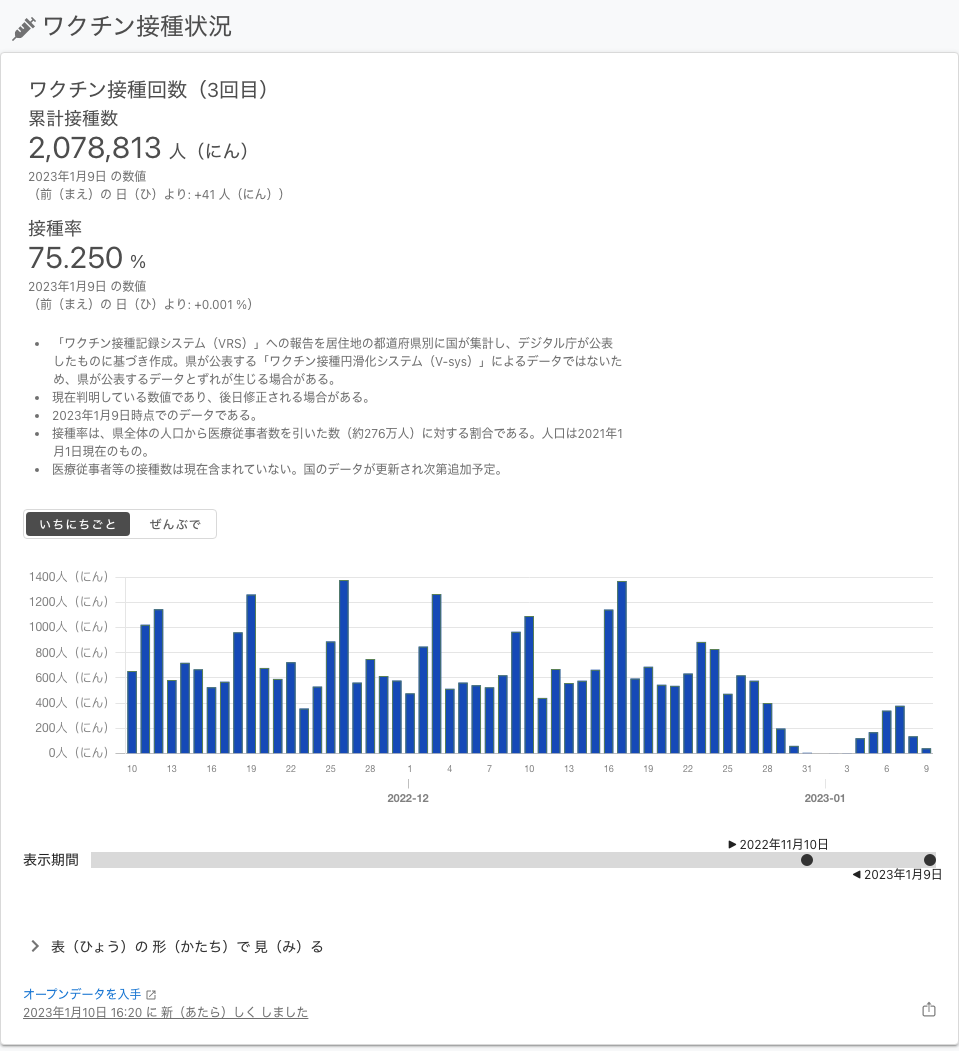 ワクチン接種状況
ワクチン接種回数（3回目）
累計接種数
2,078,813 人（にん）
2023年1月9日 の数値
（前（まえ）の 日（ひ）より: +41 人（にん））
接種率
75.250 %
2023年1月9日 の数値
（前（まえ）の 日（ひ）より: +0.001 %）
• 「ワクチン接種記録システム（VRS）」への報告を居住地の都道府県別に国が集計し、デジタル庁が公表
したものに基づき作成。県が公表する「ワクチン接種円滑化システム（V-sys）」によるデータではないた
め、県が公表するデータとずれが生じる場合がある。
• 現在判明している数値であり、後日修正される場合がある。
• 2023年1月9日時点でのデータである。
• 接種率は、県全体の人口から医療従事者数を引いた数（約276万人）に対する割合である。人口は2021年1
月1日現在のもの。
• 医療従事者等の接種数は現在含まれていない。国のデータが更新され次第追加予定。
いちにちごと ぜんぶで
1400人（にん）
1200人（にん）
1000人（にん）
800人（にん）
600人（にん）
400人（にん）
200人（にん）
0人（にん）
10 13 16 19 22 25 28 1 4 7 10 13 16 19 22 25 28 31 3 6 9
2022-12 2023-01
▶ 2022年11月10日
表示期間
◀ 2023年1月9日
表（ひょう）の 形（かたち）で 見（み）る
オープンデータを入手
2023年1月10日 16:20 に 新（あたら）しく しました